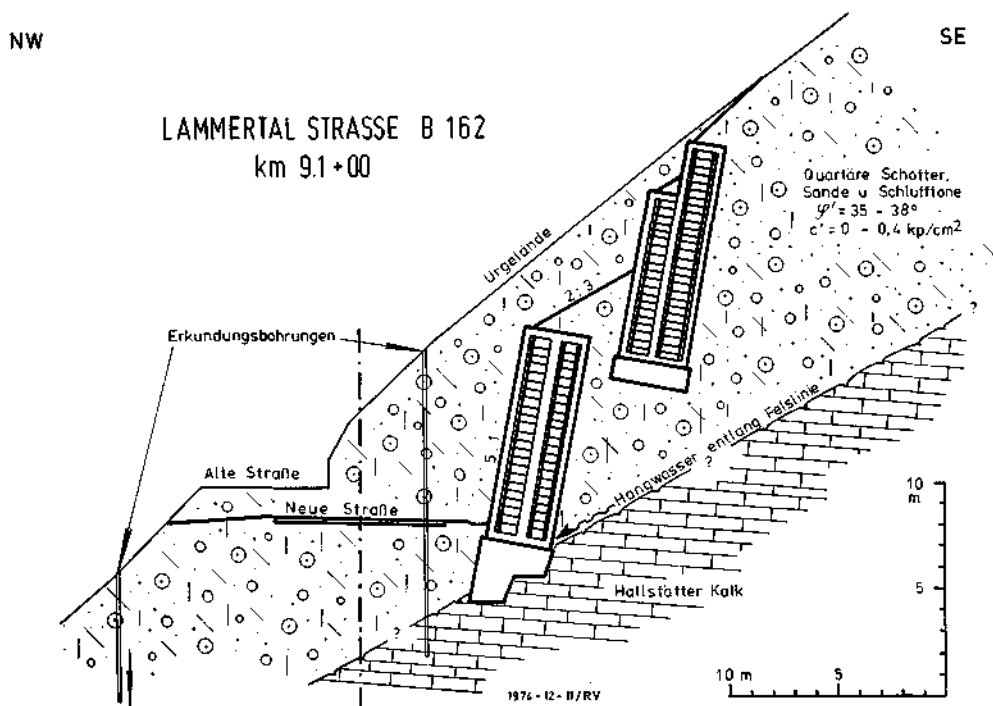 NW
SE
LAMMERTAL STRASSE B 162
km 9.1+00
Quartäre Schotter,
Sande u Schlufftone
φ' = 35 - 38°
c' = 0 - 0,4 kp/cm²
Urgelände
2:3
Erkundungsbohrungen
?
Hangwasser entlang Felslinie
?
5:1
Alte Straße
Neue Straße
10
m
Hallstätter Kalk
5
?
10 m
5
1976-12-11/RV